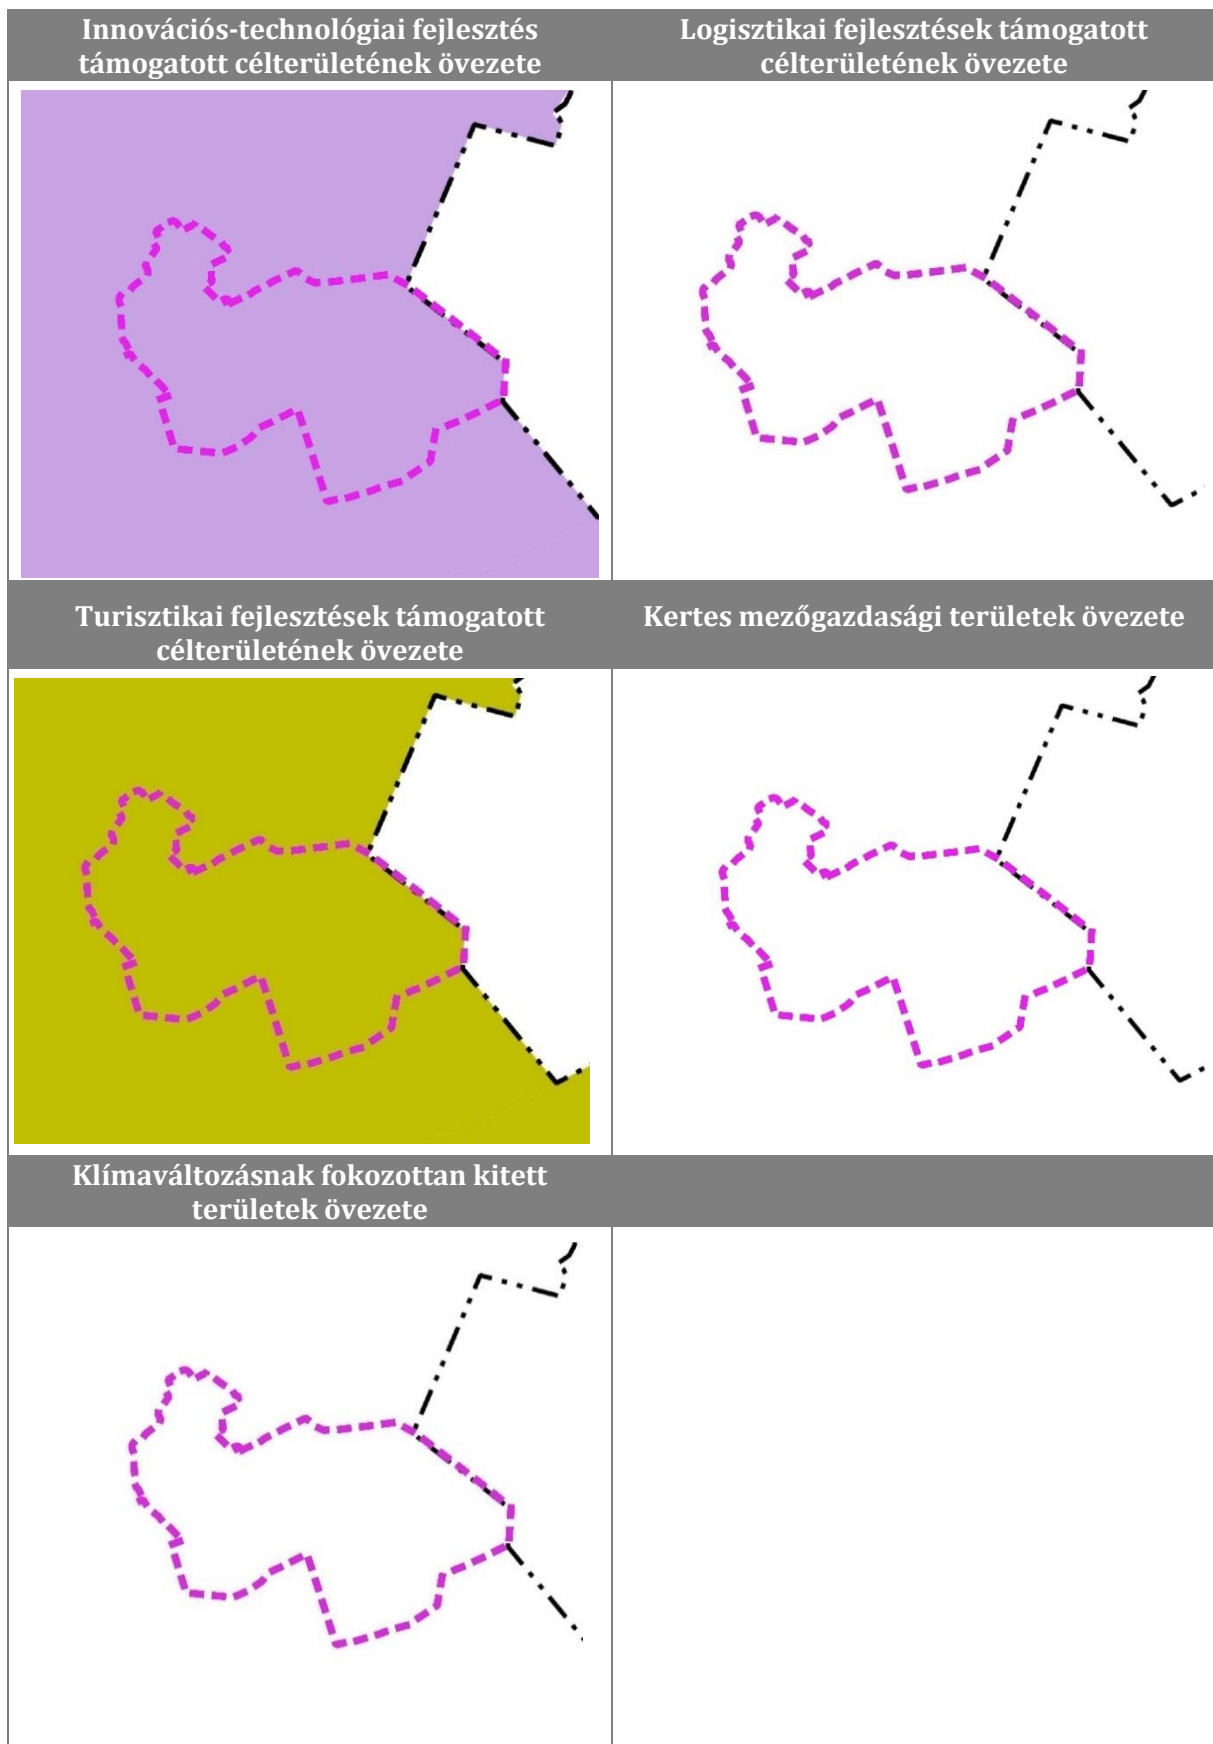 Innovációs-technológiai fejlesztés
támogatott célterületének övezete
Logisztikai fejlesztések támogatott
célterületének övezete
Turisztikai fejlesztések támogatott
célterületének övezete
Kertes mezőgazdasági területek övezete
Klímaváltozásnak fokozottan kitett
területek övezete